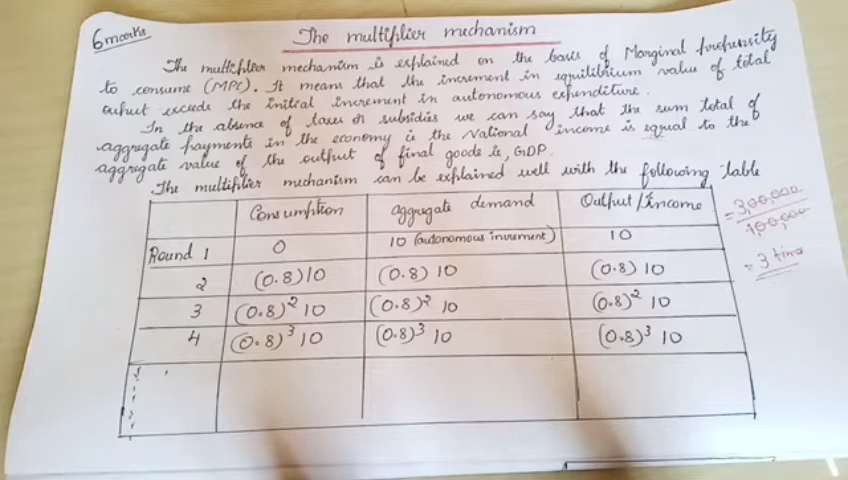 6 marks
The multiplier mechanism
The multiplier mechanism is explained on the basis of Marginal propensity
to consume (MPC). It means that the increment in equilibrium value of total
output exceeds the initial increment in autonomous expenditure.
In the absence of taxes or subsidies we can say that the sum total of
aggregate payments in the economy ie the National income is equal to the
aggregate value of the output of final goods ie, GDP.
The multiplier mechanism can be explained well with the following table
Consumption aggregate demand Output/Income
Round 1 0 10 (autonomous increment) 10
2 (0.8)10 (0.8) 10 (0.8) 10
3 (0.8)² 10 (0.8)² 10 (0.8)² 10
4 (0.8)³ 10 (0.8)³ 10 (0.8)³ 10
= 3,00,000
1,00,000
= 3 times